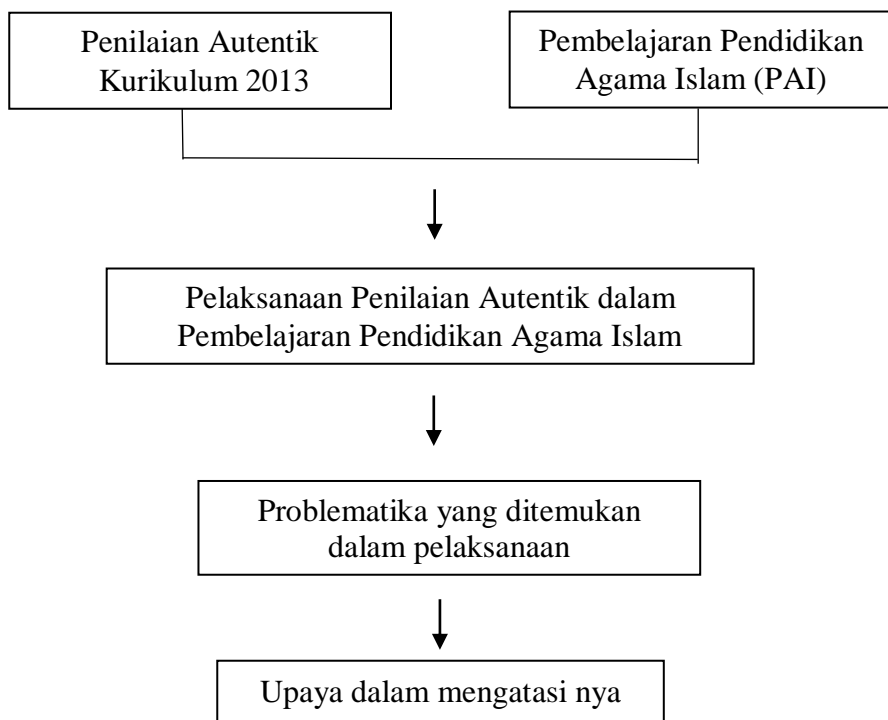 Penilaian Autentik
Kurikulum 2013
Pembelajaran Pendidikan
Agama Islam (PAI)
Pelaksanaan Penilaian Autentik dalam
Pembelajaran Pendidikan Agama Islam
Problematika yang ditemukan
dalam pelaksanaan
Upaya dalam mengatasi nya